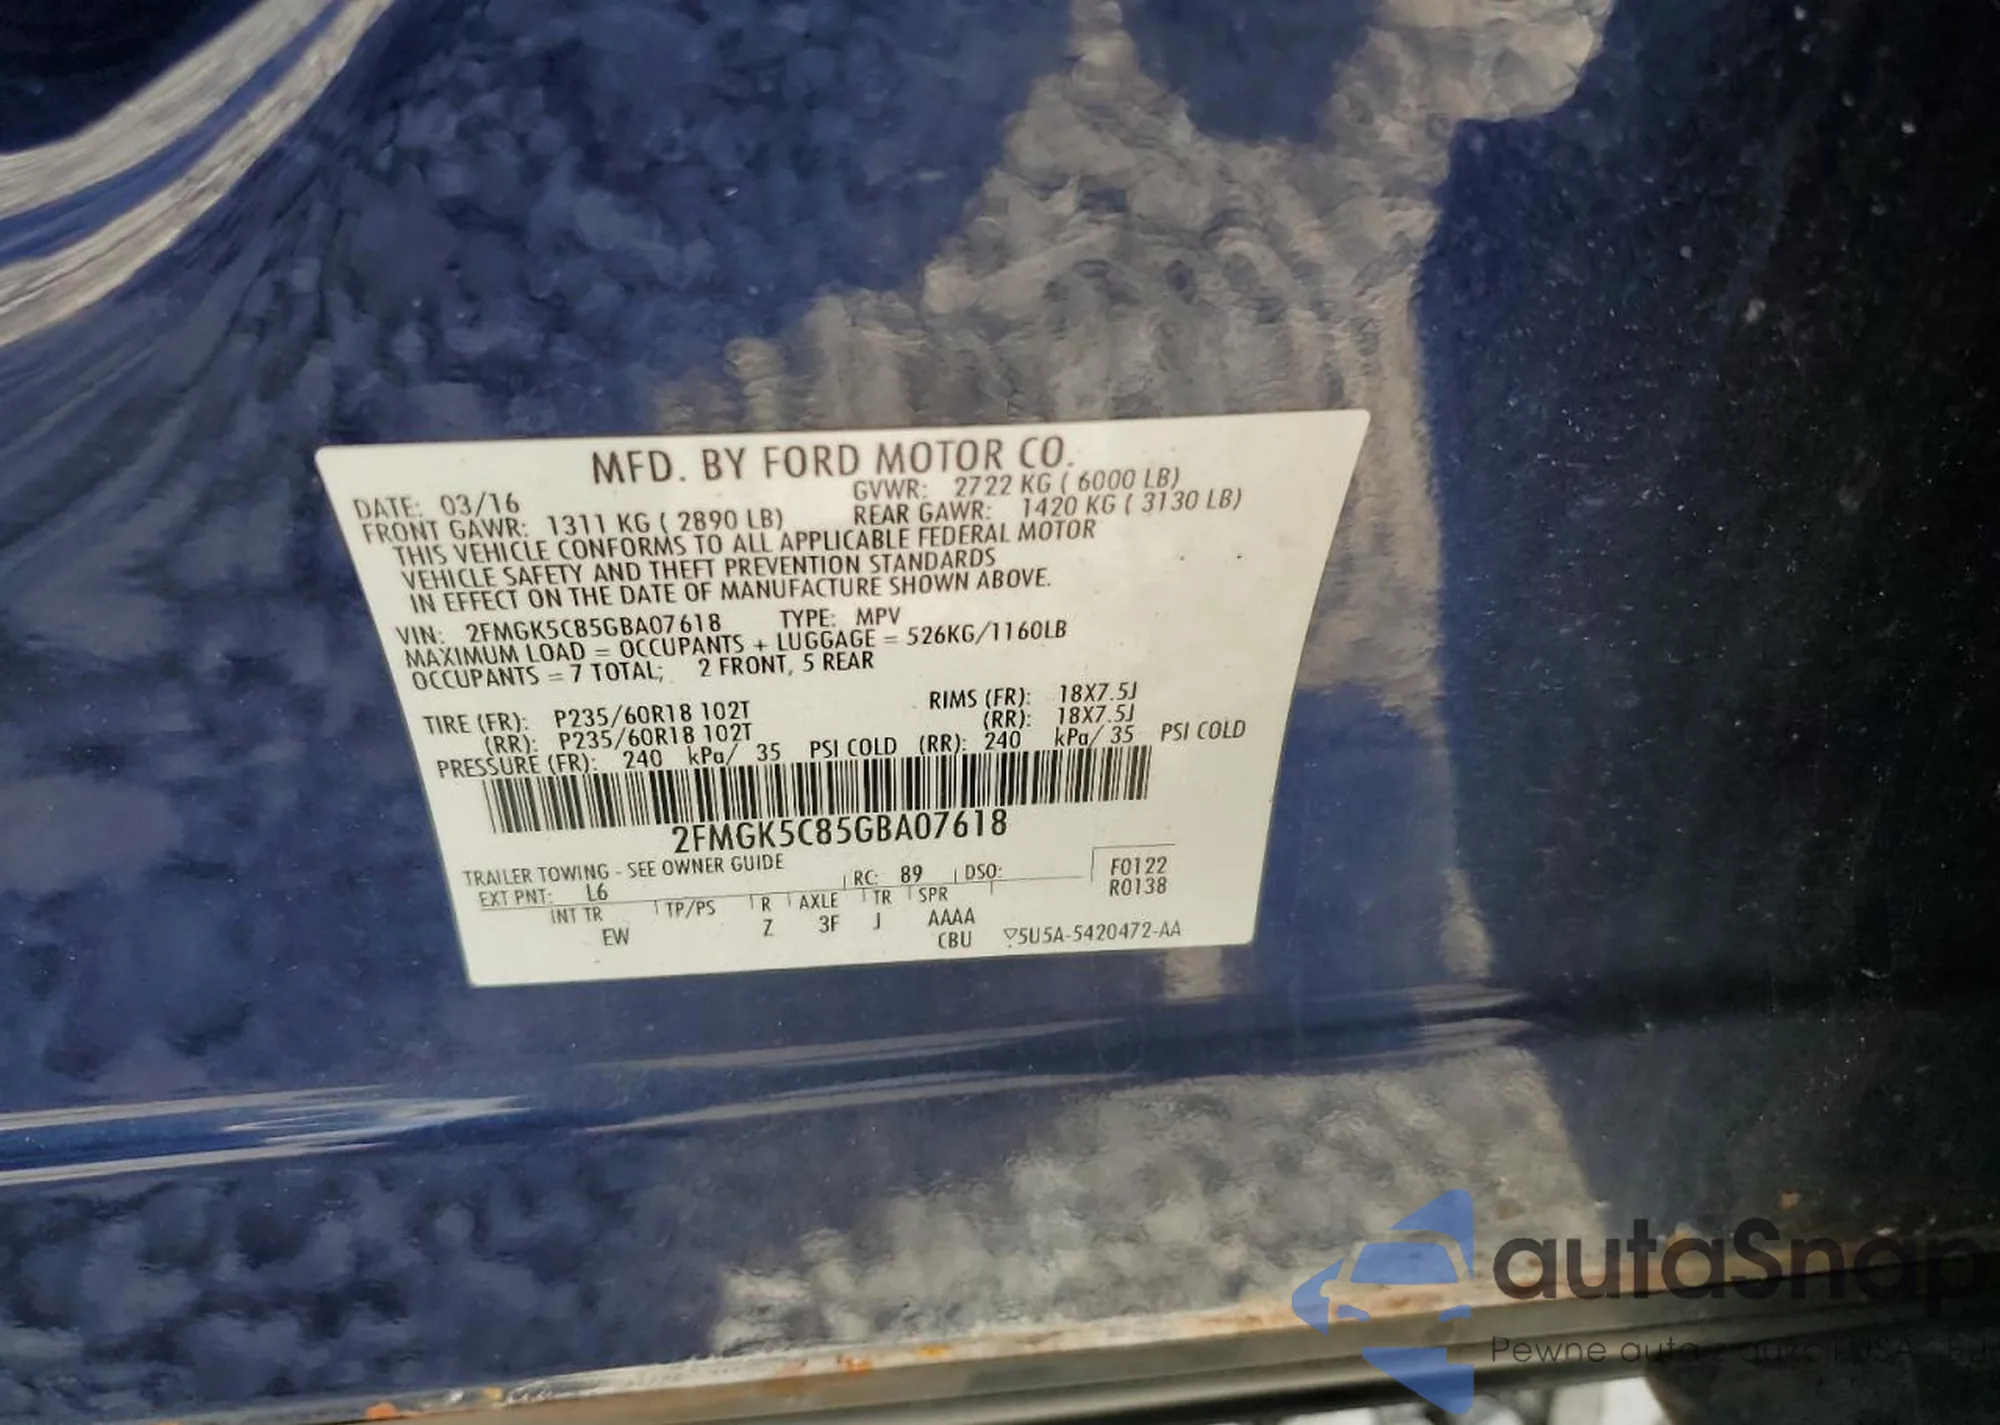 MFD. BY FORD MOTOR CO.
DATE: 03/16 GVWR: 2722 KG ( 6000 LB)
FRONT GAWR: 1311 KG ( 2890 LB) REAR GAWR: 1420 KG ( 3130 LB)
THIS VEHICLE CONFORMS TO ALL APPLICABLE FEDERAL MOTOR
VEHICLE SAFETY AND THEFT PREVENTION STANDARDS
IN EFFECT ON THE DATE OF MANUFACTURE SHOWN ABOVE.
VIN: 2FMGK5C85GBA07618 TYPE: MPV
MAXIMUM LOAD = OCCUPANTS + LUGGAGE = 526KG/1160LB
OCCUPANTS = 7 TOTAL; 2 FRONT, 5 REAR
TIRE (FR): P235/60R18 102T RIMS (FR): 18X7.5J
(RR): P235/60R18 102T (RR): 18X7.5J
PRESSURE (FR): 240 kPa/ 35 PSI COLD (RR): 240 kPa/ 35 PSI COLD
2FMGK5C85GBA07618
TRAILER TOWING - SEE OWNER GUIDE
EXT PNT: L6 RC: 89 DSO: F0122
R0138
INT TR TP/PS R AXLE TR SPR
EW Z 3F J AAAA
CBU ▽5U5A-5420472-AA
autaSnap
Pewne auta z aukcji USA